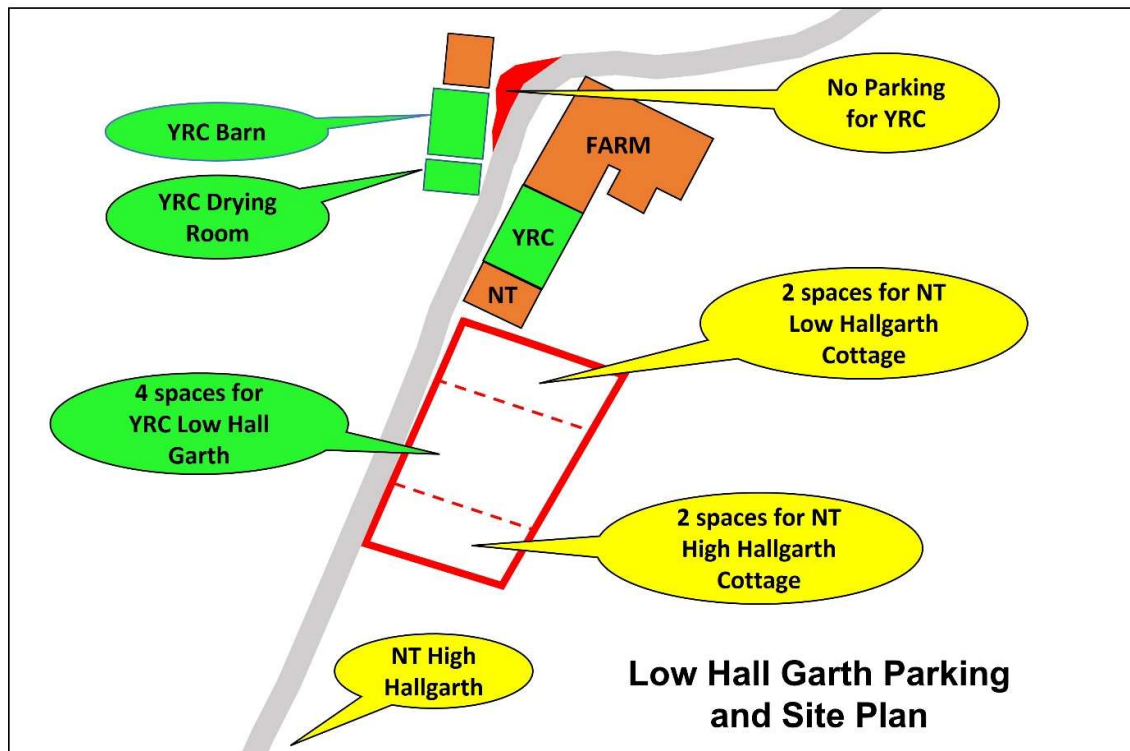 No Parking
for YRC
YRC Barn
FARM
YRC Drying
Room
YRC
NT
2 spaces for NT
Low Hallgarth
Cottage
4 spaces for
YRC Low Hall
Garth
2 spaces for NT
High Hallgarth
Cottage
NT High
Hallgarth
Low Hall Garth Parking
and Site Plan